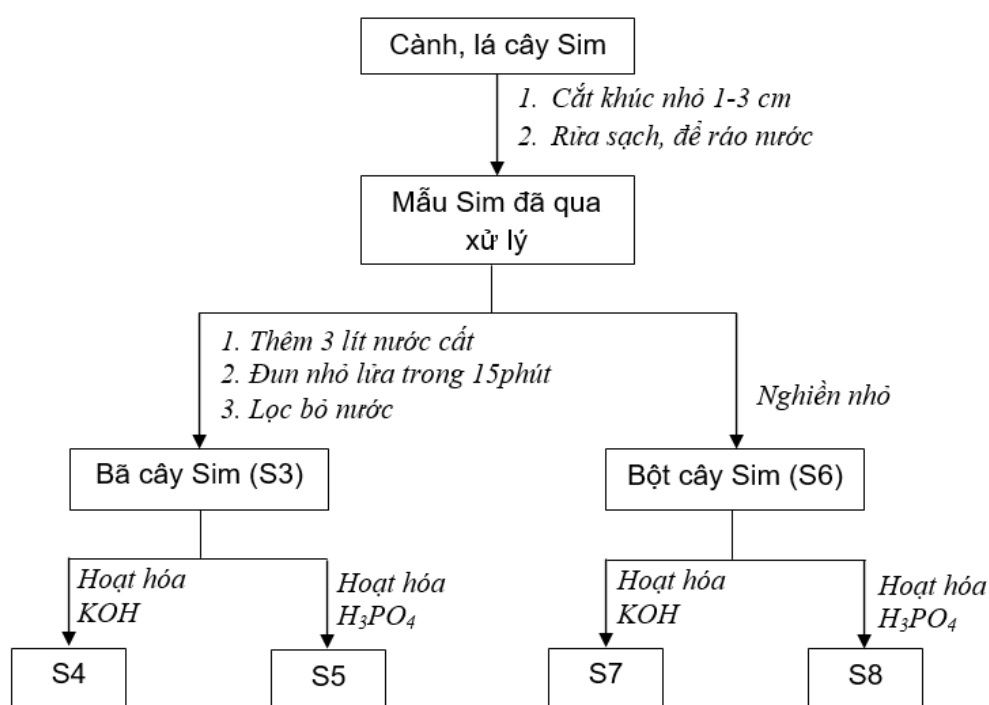 Cành, lá cây Sim
1. Cắt khúc nhỏ 1-3 cm
2. Rửa sạch, để ráo nước
Mẫu Sim đã qua
xử lý
1. Thêm 3 lít nước cất
2. Đun nhỏ lửa trong 15phút
3. Lọc bỏ nước
Nghiền nhỏ
Bã cây Sim (S3)
Bột cây Sim (S6)
Hoạt hóa
KOH
Hoạt hóa
H₃PO₄
Hoạt hóa
KOH
Hoạt hóa
H₃PO₄
S4
S5
S7
S8